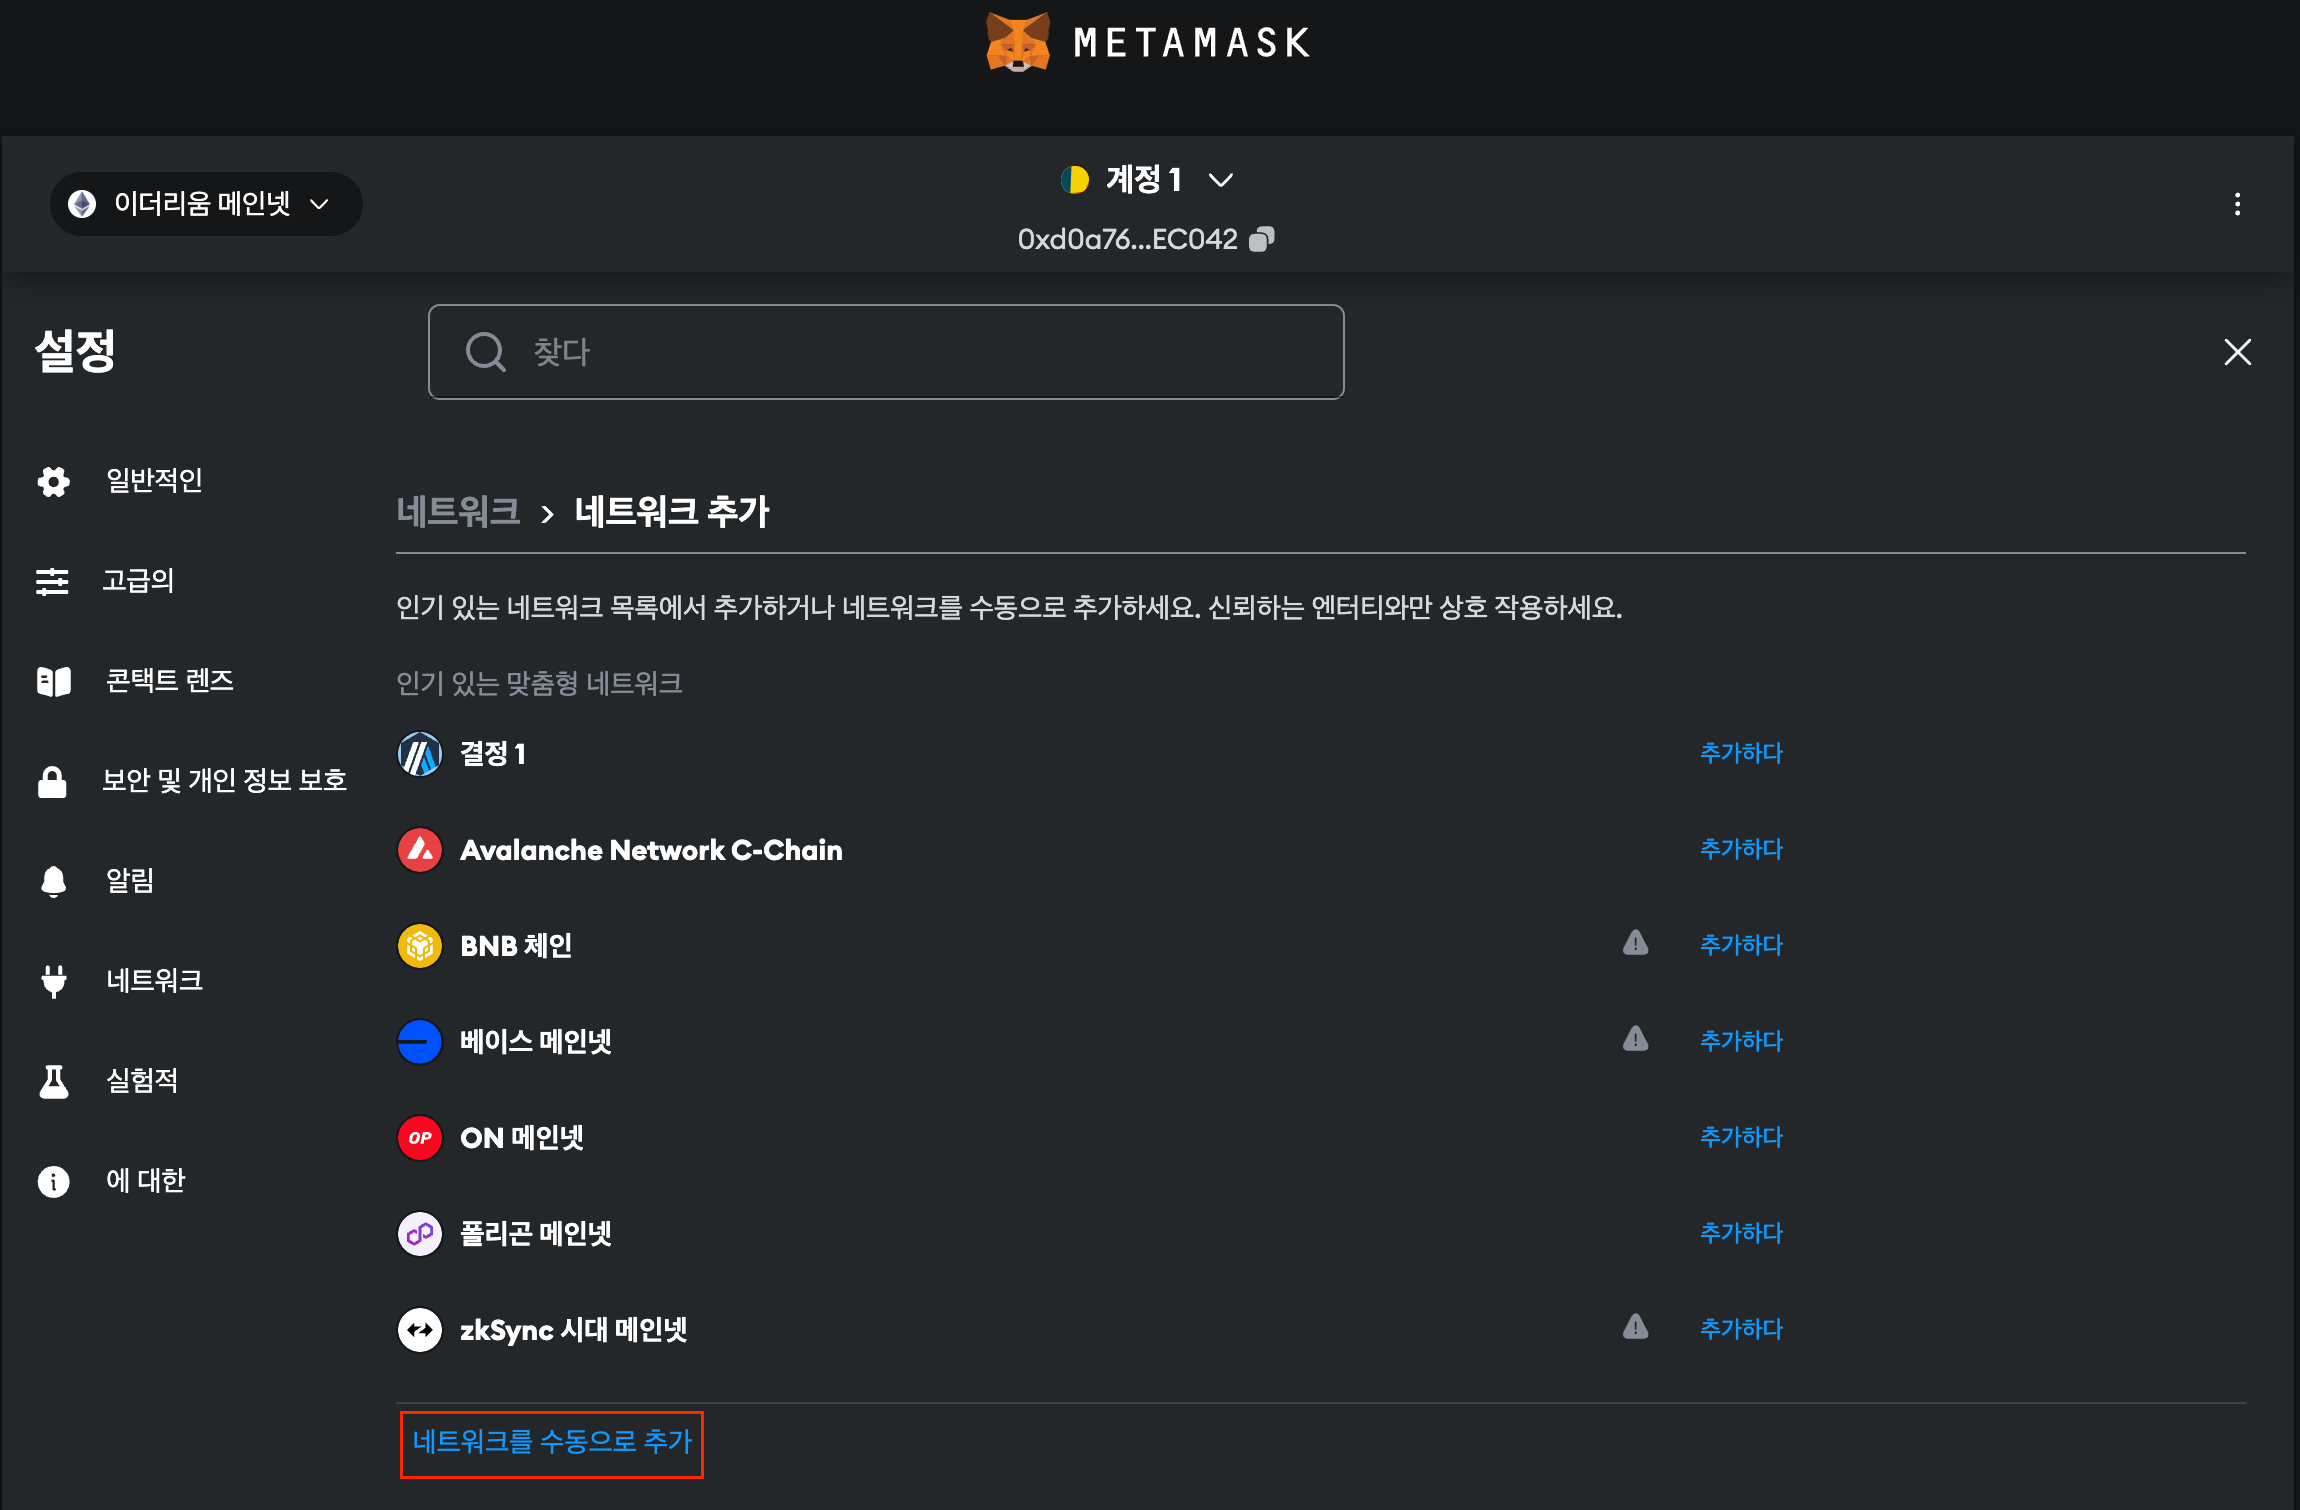 METAMASK
이더리움 메인넷
계정 1
0xd0a76...EC042
설정
찾다
일반적인
고급의
콘택트 렌즈
보안 및 개인 정보 보호
알림
네트워크
실험적
에 대한
네트워크 > 네트워크 추가
인기 있는 네트워크 목록에서 추가하거나 네트워크를 수동으로 추가하세요. 신뢰하는 엔터티와만 상호 작용하세요.
인기 있는 맞춤형 네트워크
결정 1 추가하다
Avalanche Network C-Chain 추가하다
BNB 체인 추가하다
베이스 메인넷 추가하다
OP ON 메인넷 추가하다
폴리곤 메인넷 추가하다
zkSync 시대 메인넷 추가하다
네트워크를 수동으로 추가